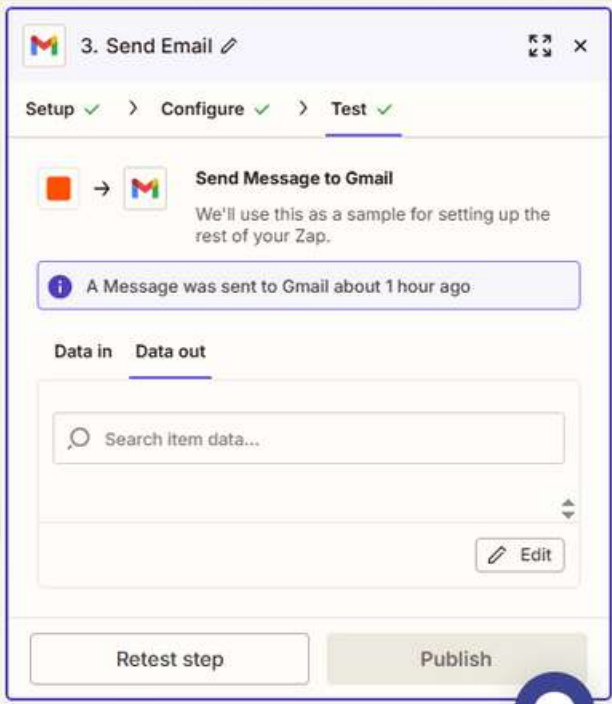 3. Send Email
Setup
Configure
Test
Send Message to Gmail
We'll use this as a sample for setting up the
rest of your Zap.
A Message was sent to Gmail about 1 hour ago
Data in
Data out
Search item data...
Edit
Retest step
Publish